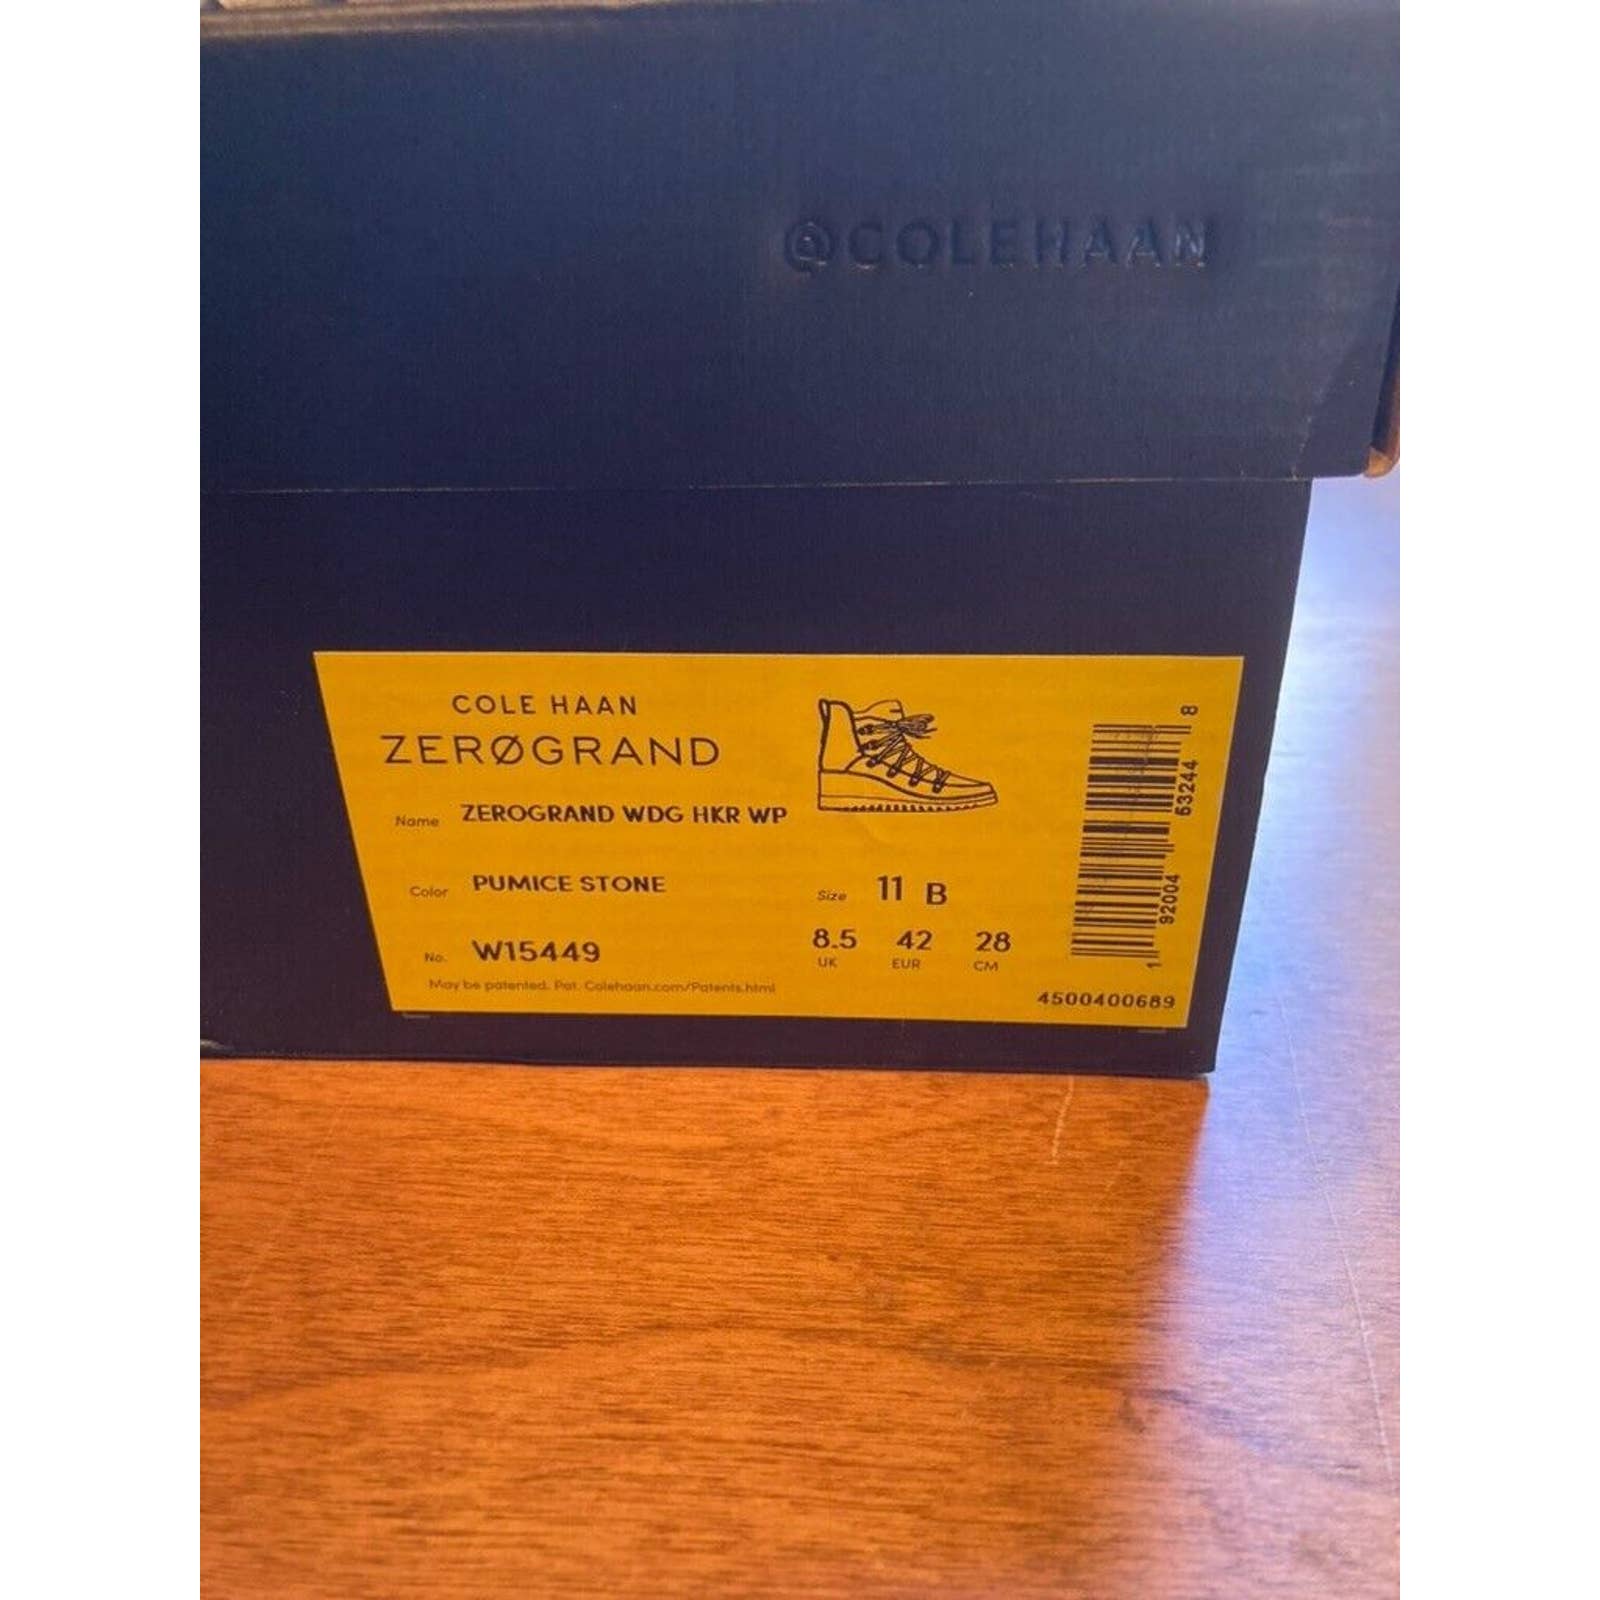 @COLEHAAN
COLE HAAN
ZERØGRAND
Name ZEROGRAND WDG HKR WP
Color PUMICE STONE
Size 11 B
No. W15449
8.5 42 28
UK EUR CM
May be patented. Pat. Colehaan.com/Patents.html
1 92004 63244 8
4500400689